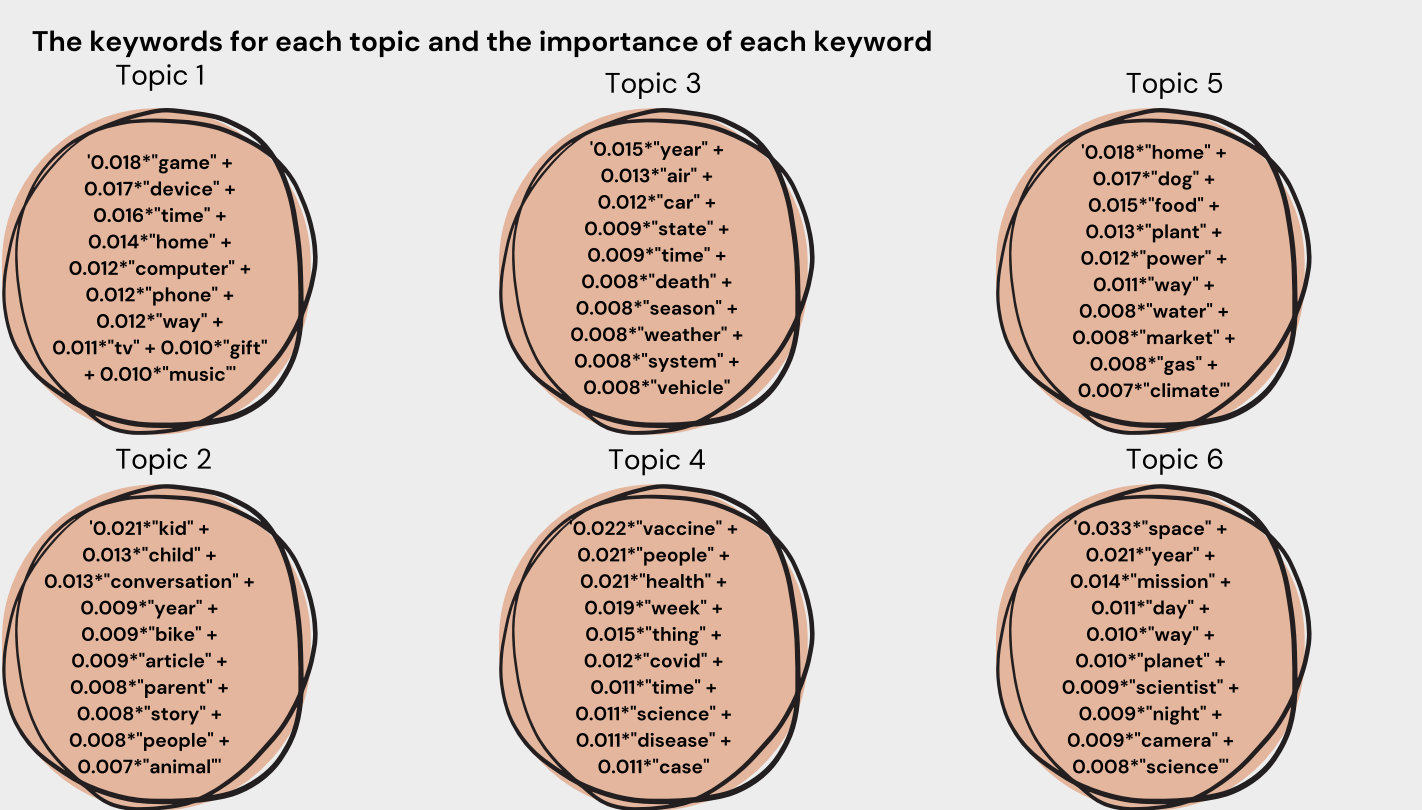 The keywords for each topic and the importance of each keyword
Topic 1
'0.018*"game" +
0.017*"device" +
0.016*"time" +
0.014*"home" +
0.012*"computer" +
0.012*"phone" +
0.012*"way" +
0.011*"tv" + 0.010*"gift"
+ 0.010*"music"'
Topic 3
'0.015*"year" +
0.013*"air" +
0.012*"car" +
0.009*"state" +
0.009*"time" +
0.008*"death" +
0.008*"season" +
0.008*"weather" +
0.008*"system" +
0.008*"vehicle"
Topic 5
'0.018*"home" +
0.017*"dog" +
0.015*"food" +
0.013*"plant" +
0.012*"power" +
0.011*"way" +
0.008*"water" +
0.008*"market" +
0.008*"gas" +
0.007*"climate"'
Topic 2
'0.021*"kid" +
0.013*"child" +
0.013*"conversation" +
0.009*"year" +
0.009*"bike" +
0.009*"article" +
0.008*"parent" +
0.008*"story" +
0.008*"people" +
0.007*"animal"'
Topic 4
'0.022*"vaccine" +
0.021*"people" +
0.021*"health" +
0.019*"week" +
0.015*"thing" +
0.012*"covid" +
0.011*"time" +
0.011*"science" +
0.011*"disease" +
0.011*"case"
Topic 6
'0.033*"space" +
0.021*"year" +
0.014*"mission" +
0.011*"day" +
0.010*"way" +
0.010*"planet" +
0.009*"scientist" +
0.009*"night" +
0.009*"camera" +
0.008*"science"'